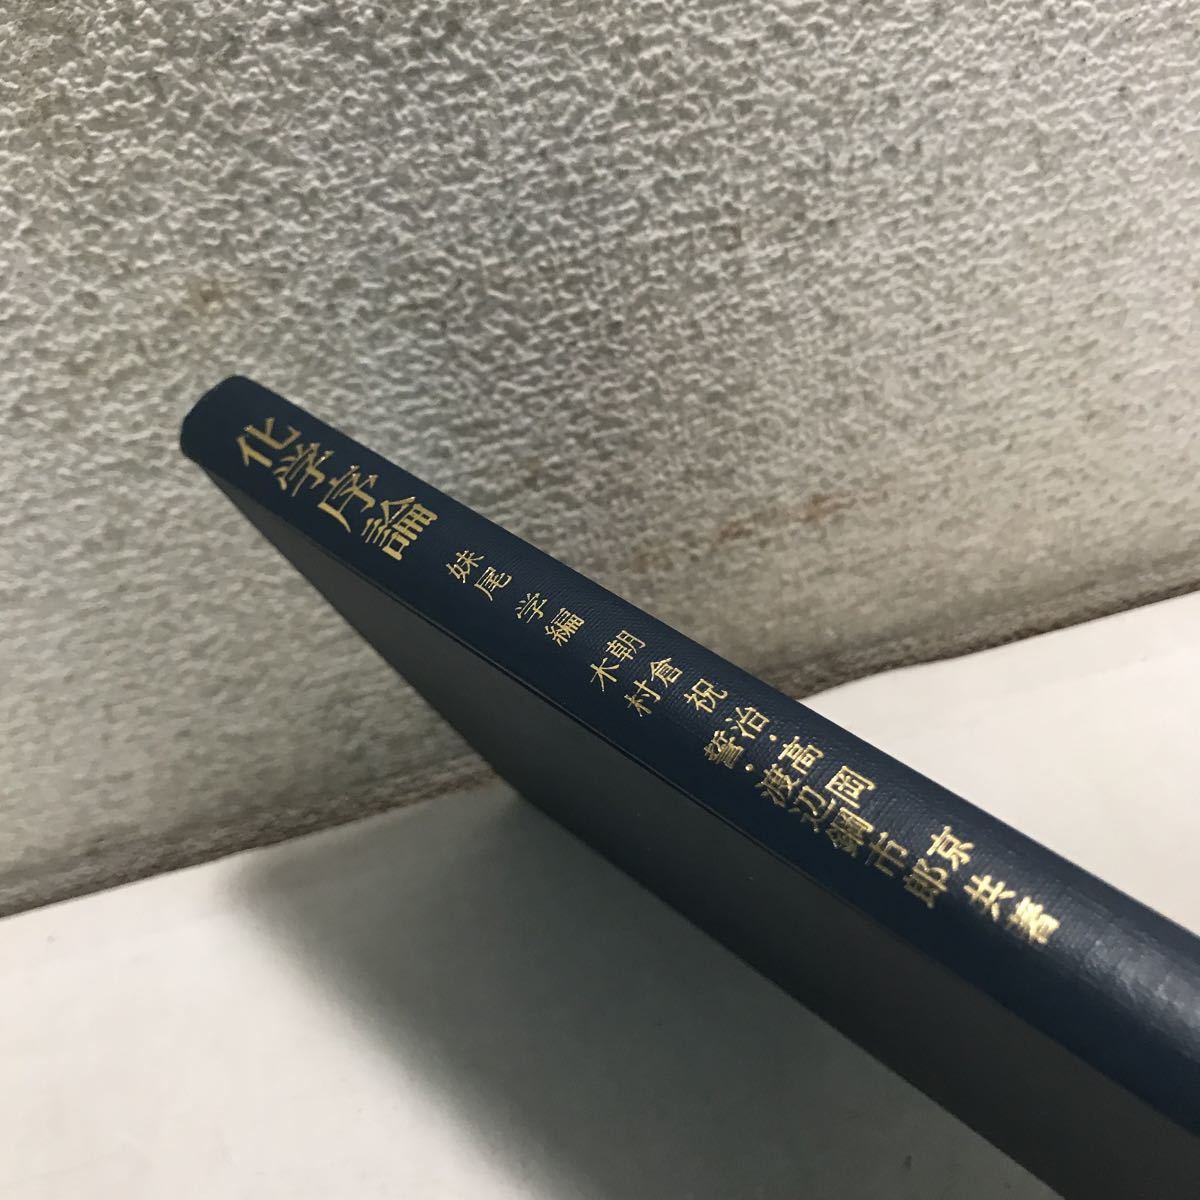 化学序論
妹尾 学編
朝倉祝治・高岡 京
木村 誓・渡辺鋼市郎
共著